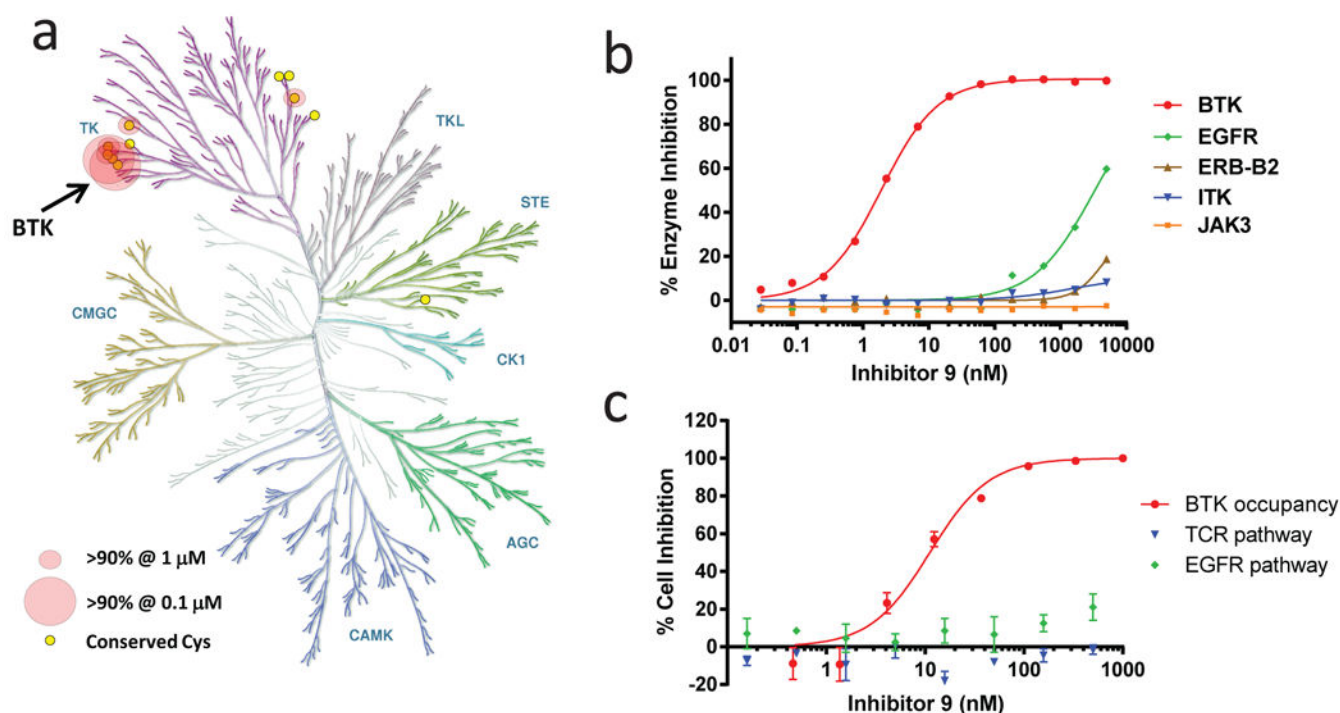 a
TK
BTK
TKL
STE
CMGC
CK1
AGC
CAMK
>90% @ 1 µM
>90% @ 0.1 µM
Conserved Cys
b
% Enzyme Inhibition
100
80
60
40
20
0
0.01 0.1 1 10 100 1000 10000
Inhibitor 9 (nM)
BTK
EGFR
ERB-B2
ITK
JAK3
c
% Cell Inhibition
120
100
80
60
40
20
0
-20
1 10 100 1000
Inhibitor 9 (nM)
BTK occupancy
TCR pathway
EGFR pathway